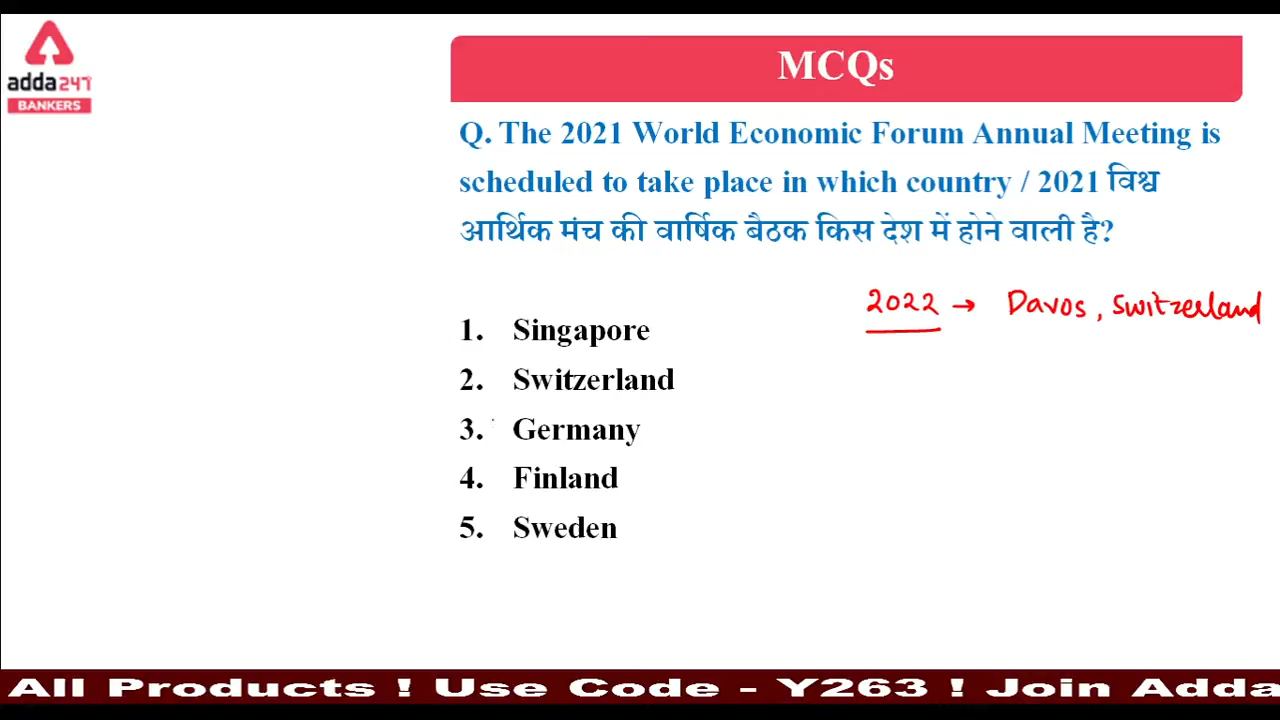 adda247
BANKERS
MCQs
Q. The 2021 World Economic Forum Annual Meeting is
scheduled to take place in which country / 2021 विश्व
आर्थिक मंच की वार्षिक बैठक किस देश में होने वाली है?
2022 → Davos, Switzerland
1. Singapore
2. Switzerland
3. Germany
4. Finland
5. Sweden
All Products ! Use Code - Y263 ! Join Adda